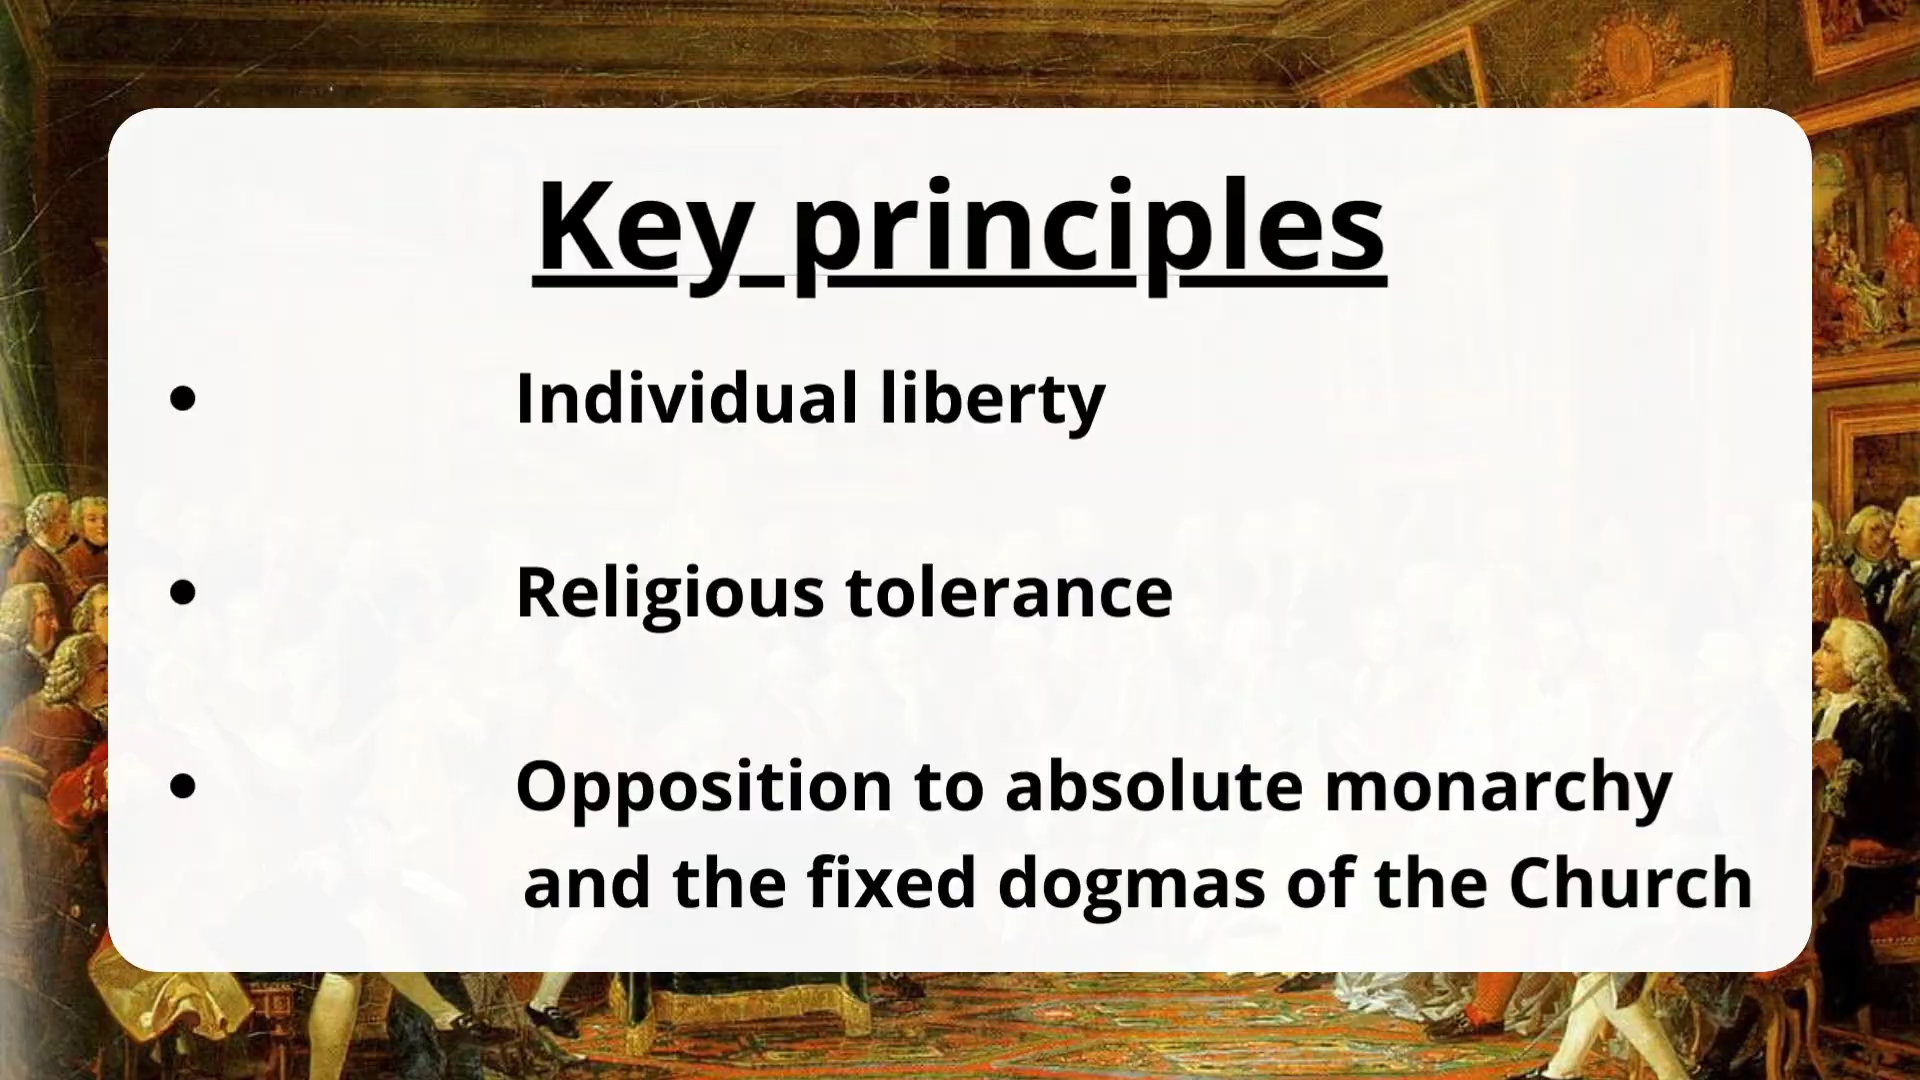 Key principles
• Individual liberty
• Religious tolerance
• Opposition to absolute monarchy
and the fixed dogmas of the Church